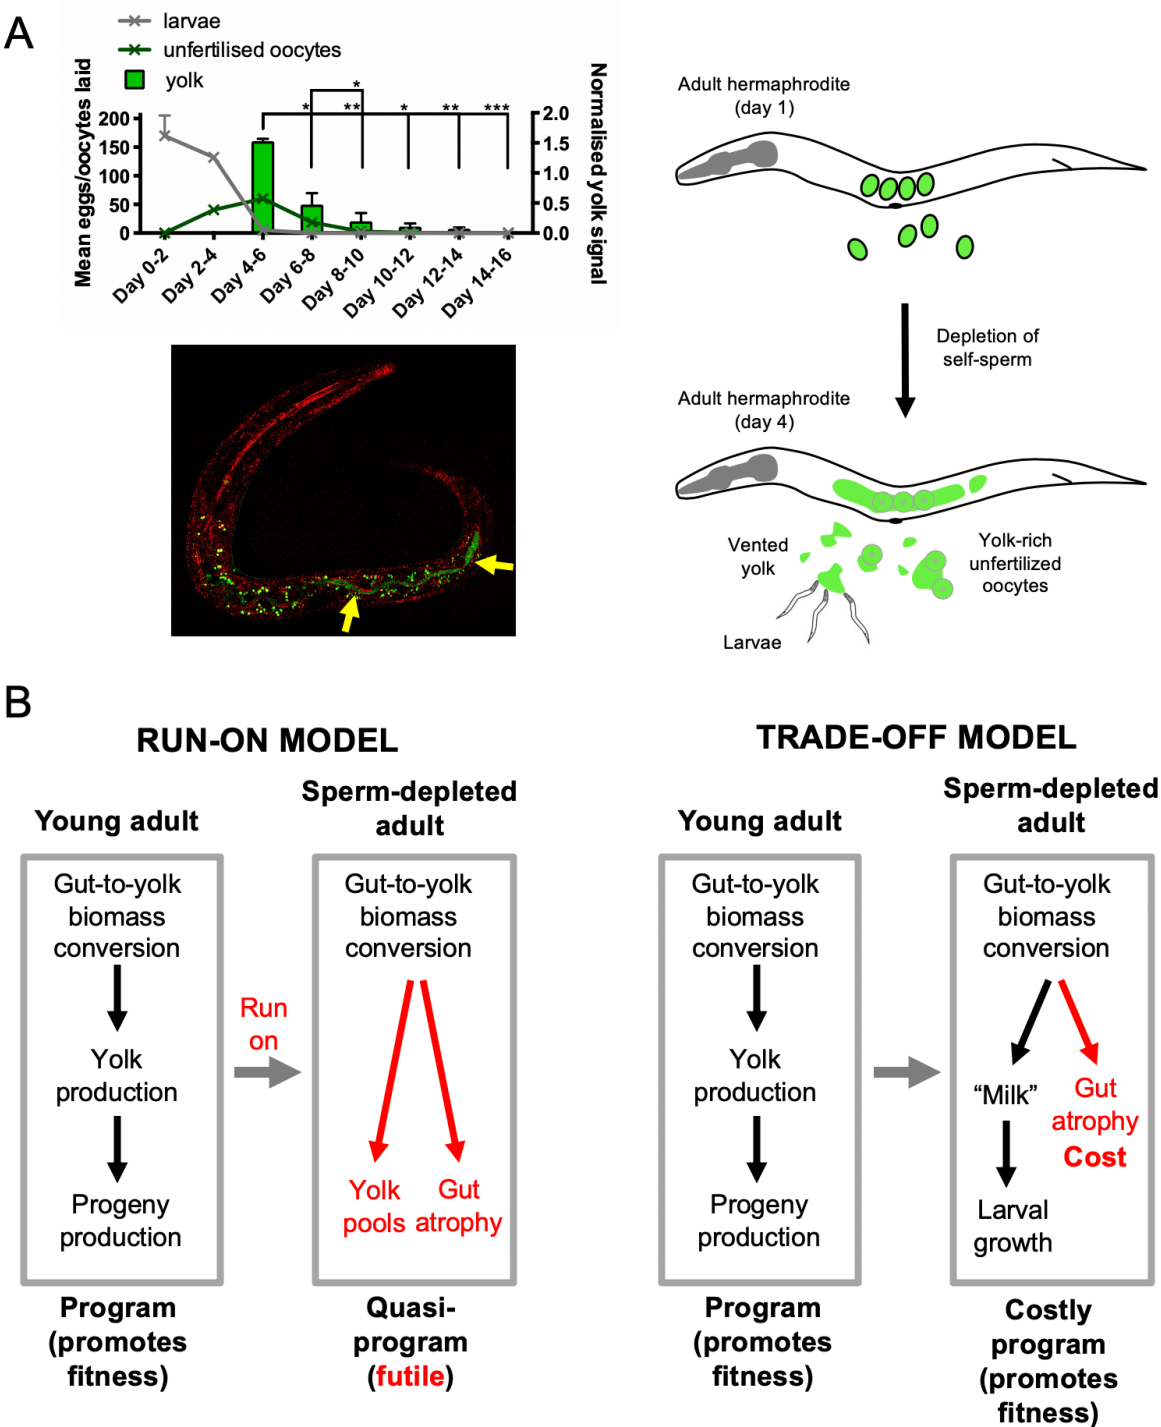 A
larvae
unfertilised oocytes
yolk
Mean eggs/oocytes laid
200
150
100
50
0
* ** * ** ***
*
2.0
1.5
1.0
0.5
0.0
Normalised yolk signal
Day 0-2
Day 2-4
Day 4-6
Day 6-8
Day 8-10
Day 10-12
Day 12-14
Day 14-16
Adult hermaphrodite
(day 1)
Depletion of
self-sperm
Adult hermaphrodite
(day 4)
Vented
yolk
Yolk-rich
unfertilized
oocytes
Larvae
B
RUN-ON MODEL
Young adult
Gut-to-yolk
biomass
conversion
Yolk
production
Progeny
production
Program
(promotes
fitness)
Run
on
Sperm-depleted
adult
Gut-to-yolk
biomass
conversion
Yolk
pools
Gut
atrophy
Quasi-
program
(futile)
TRADE-OFF MODEL
Young adult
Gut-to-yolk
biomass
conversion
Yolk
production
Progeny
production
Program
(promotes
fitness)
Sperm-depleted
adult
Gut-to-yolk
biomass
conversion
“Milk”
Larval
growth
Gut
atrophy
Cost
Costly
program
(promotes
fitness)